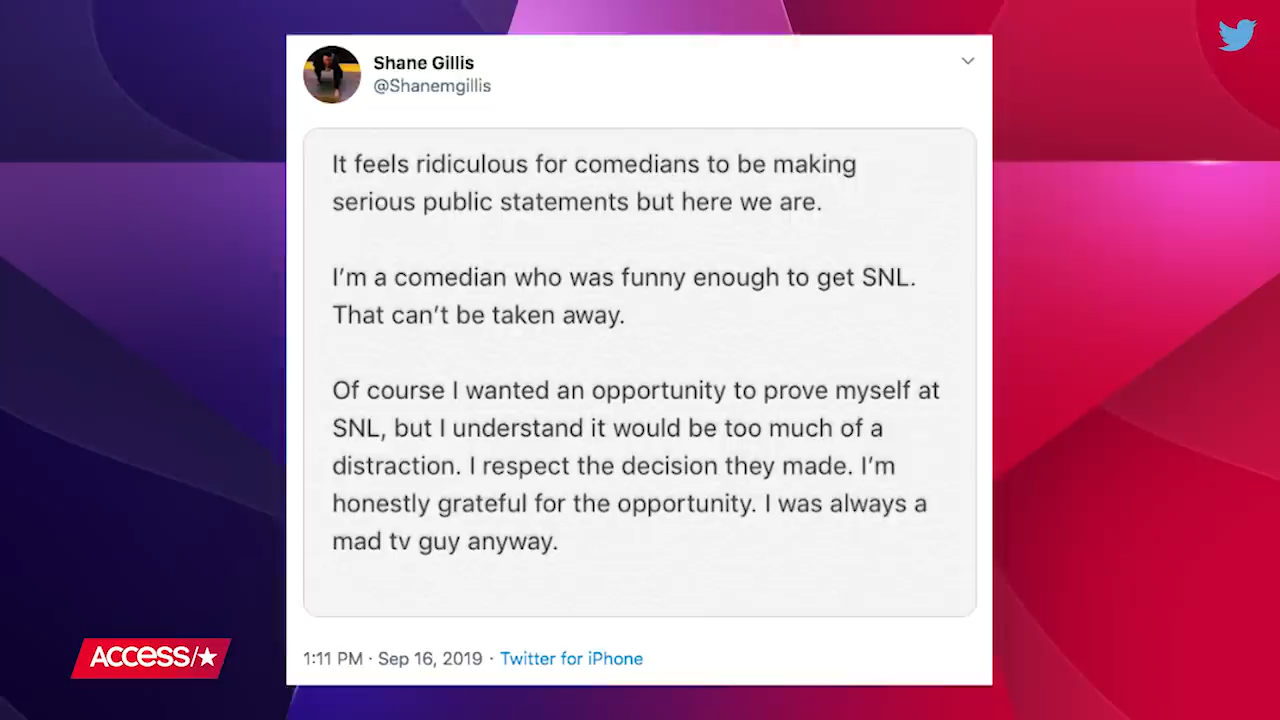 Shane Gillis
@Shanemgillis
It feels ridiculous for comedians to be making
serious public statements but here we are.
I’m a comedian who was funny enough to get SNL.
That can’t be taken away.
Of course I wanted an opportunity to prove myself at
SNL, but I understand it would be too much of a
distraction. I respect the decision they made. I’m
honestly grateful for the opportunity. I was always a
mad tv guy anyway.
1:11 PM · Sep 16, 2019 · Twitter for iPhone
ACCESS/★